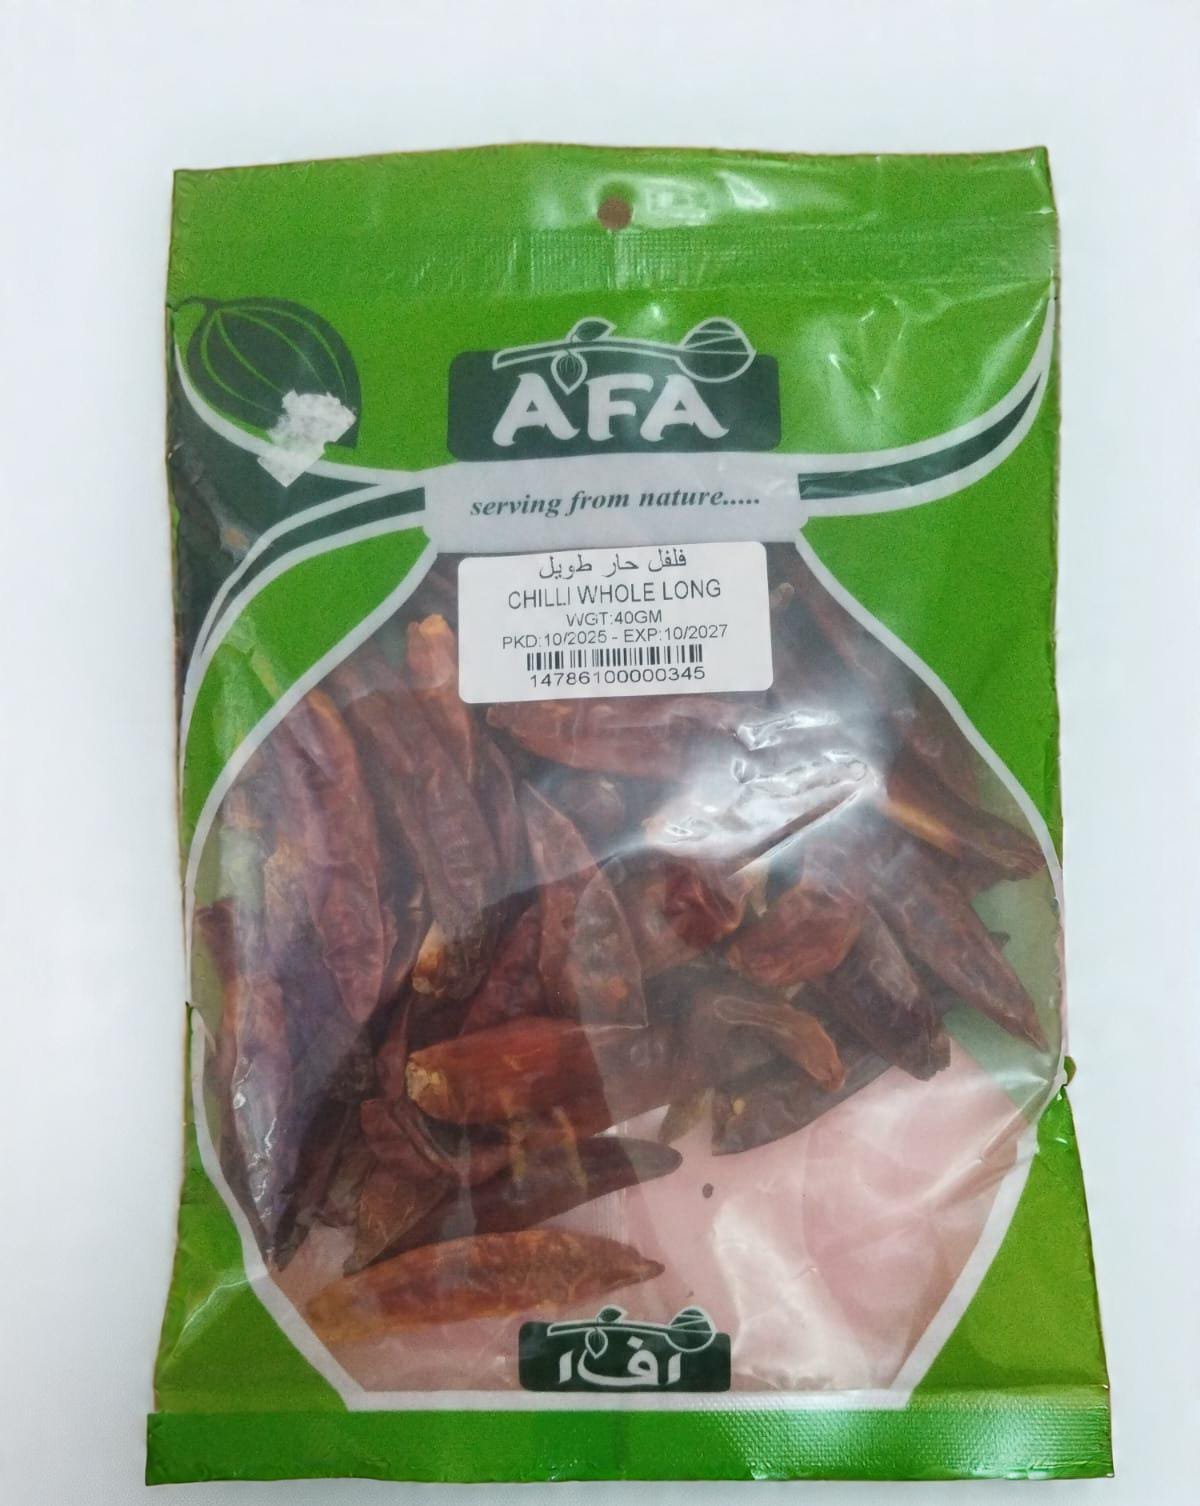 AFA
serving from nature.....
فلفل حار طويل
CHILLI WHOLE LONG
WGT:40GM
PKD:10/2025 - EXP:10/2027
14786100000345
افا